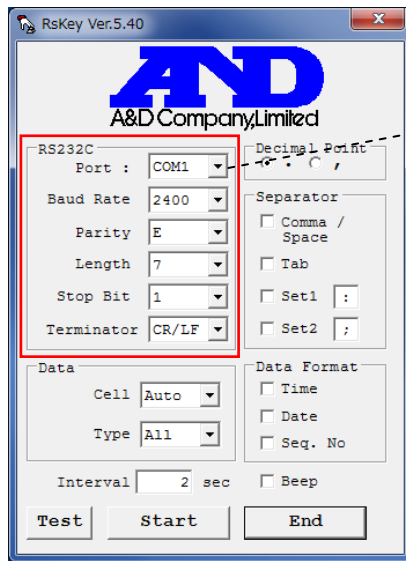 RsKey Ver.5.40
x
AND
A&D Company,Limited
RS232C
Port : COM1
Baud Rate 2400
Parity E
Length 7
Stop Bit 1
Terminator CR/LF
Decimal Point
. ,
Separator
Comma /
Space
Tab
Set1 :
Set2 ;
Data
Cell Auto
Type All
Data Format
Time
Date
Seq. No
Interval 2 sec
Beep
Test Start End